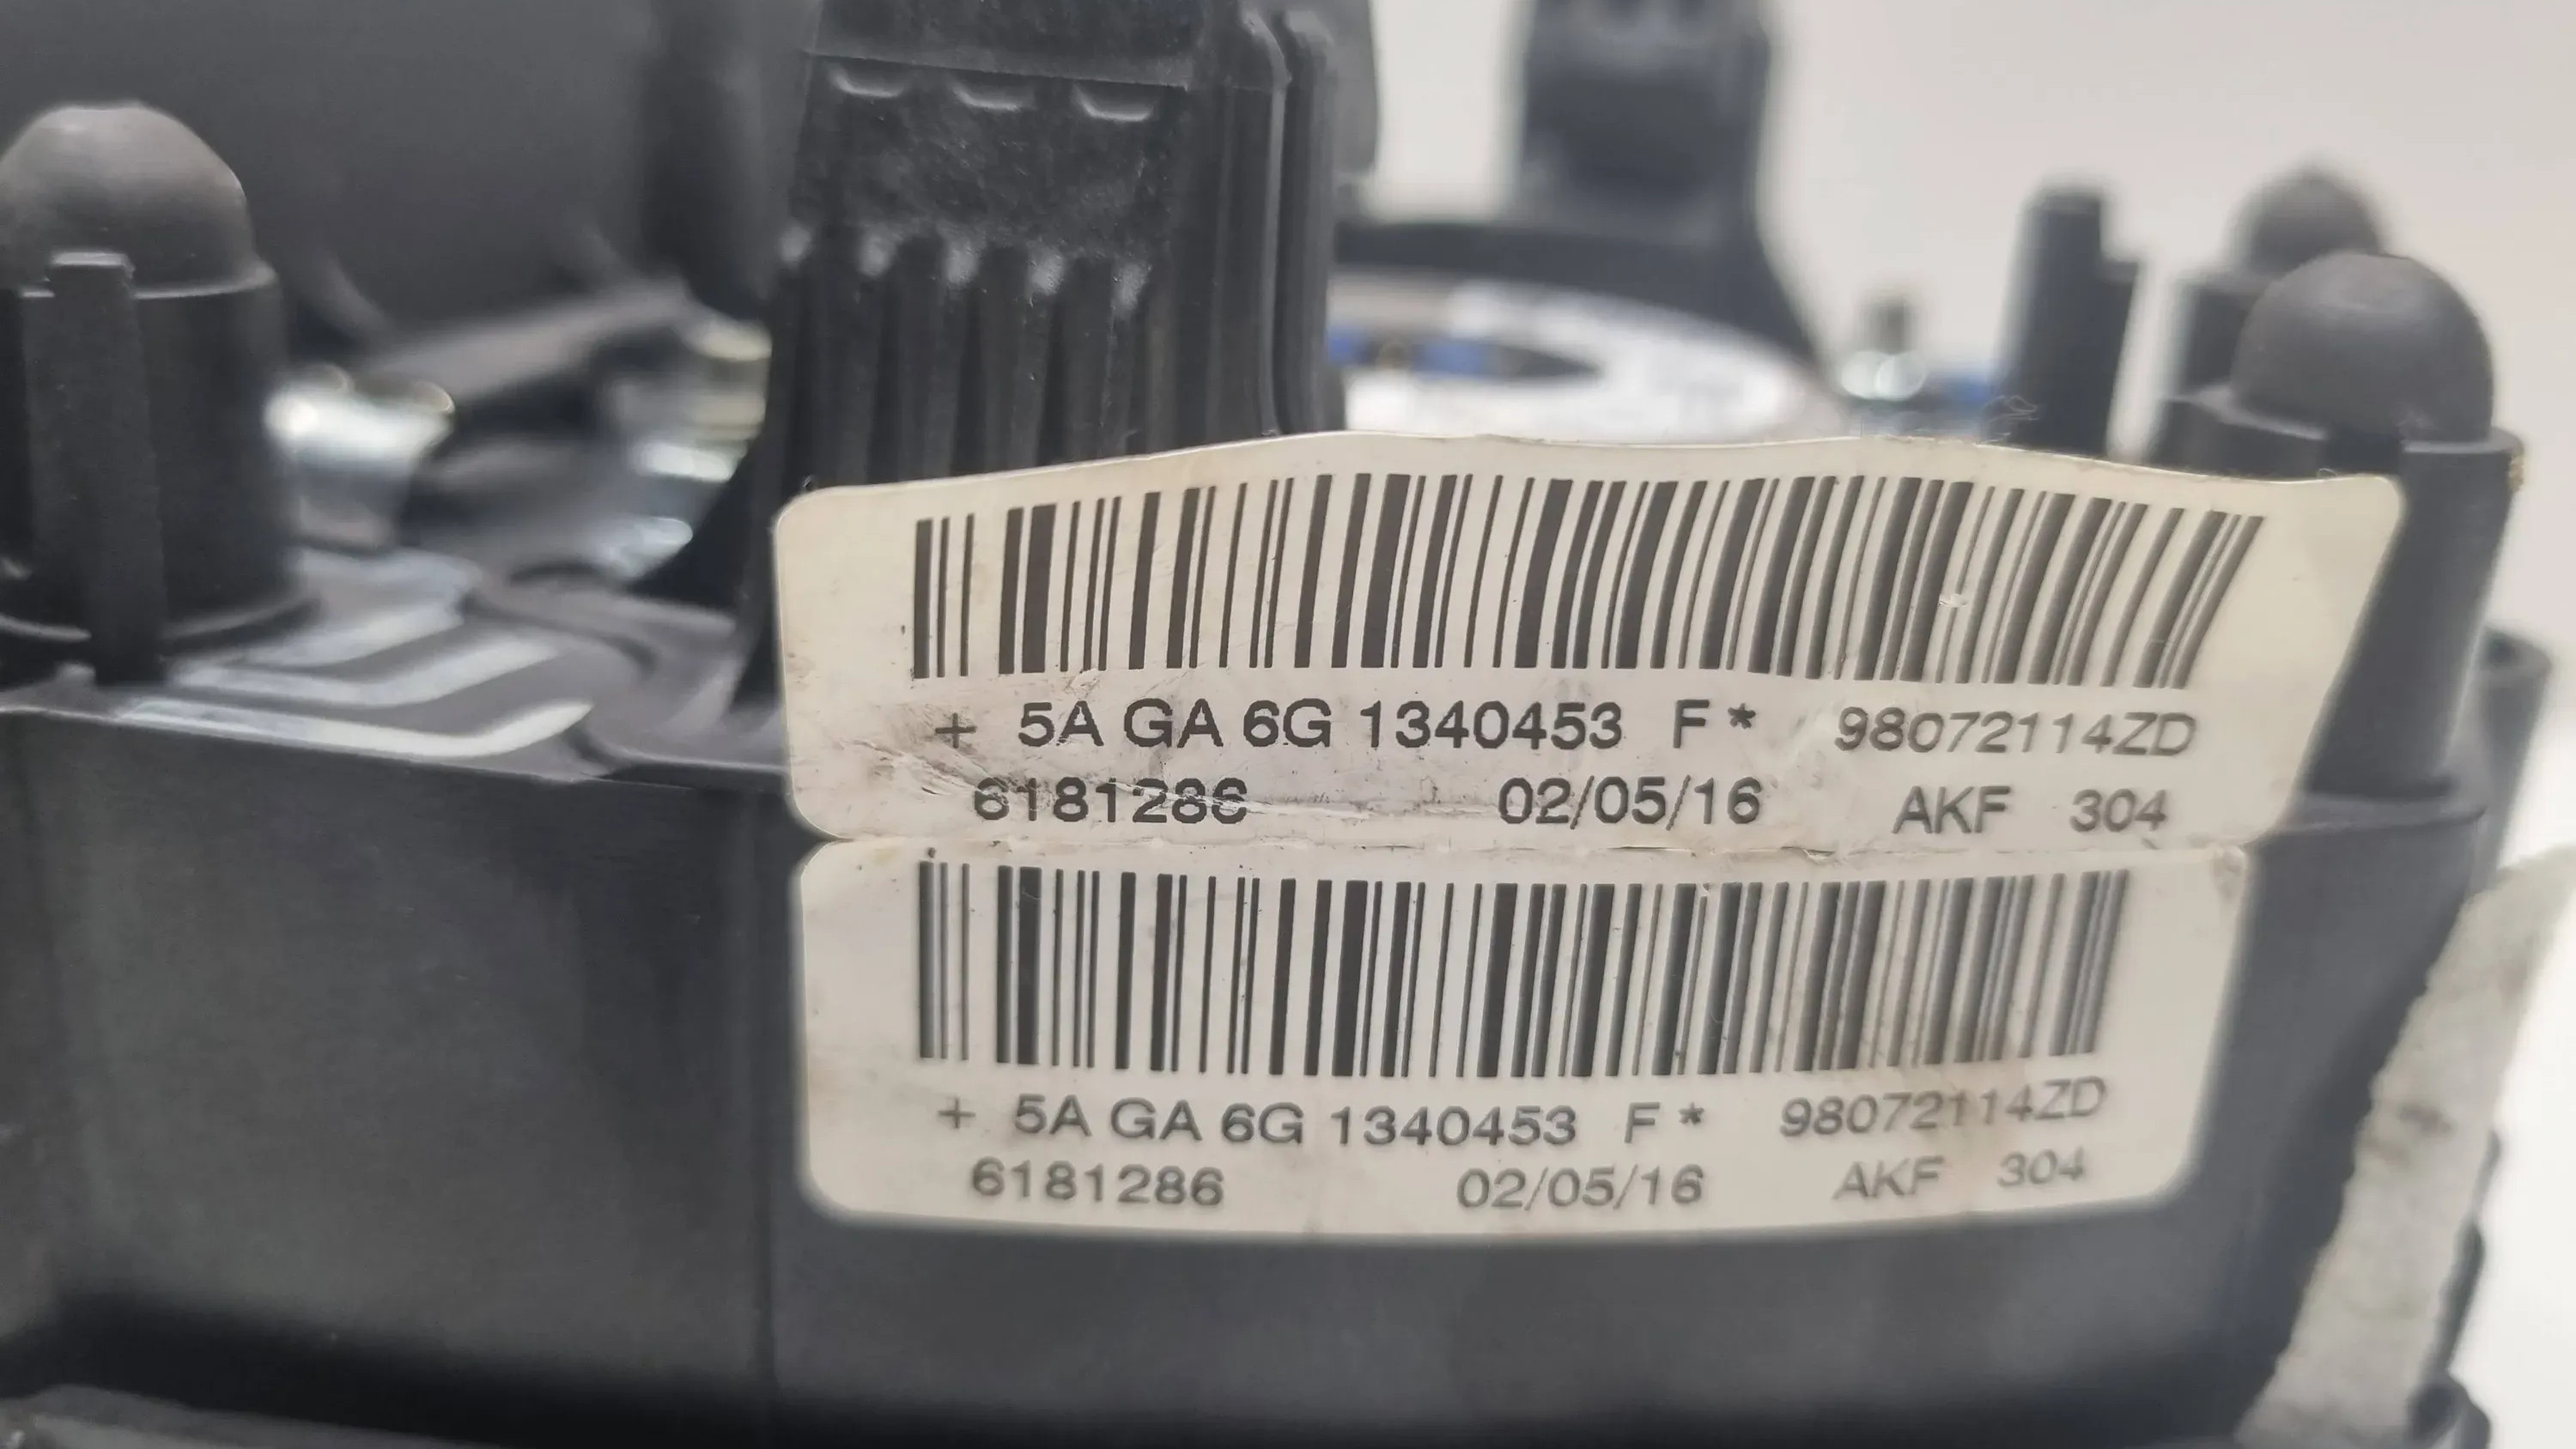 + 5A GA 6G 1340453 F* 98072114ZD
6181286 02/05/16 AKF 304
+ 5A GA 6G 1340453 F* 98072114ZD
6181286 02/05/16 AKF 304